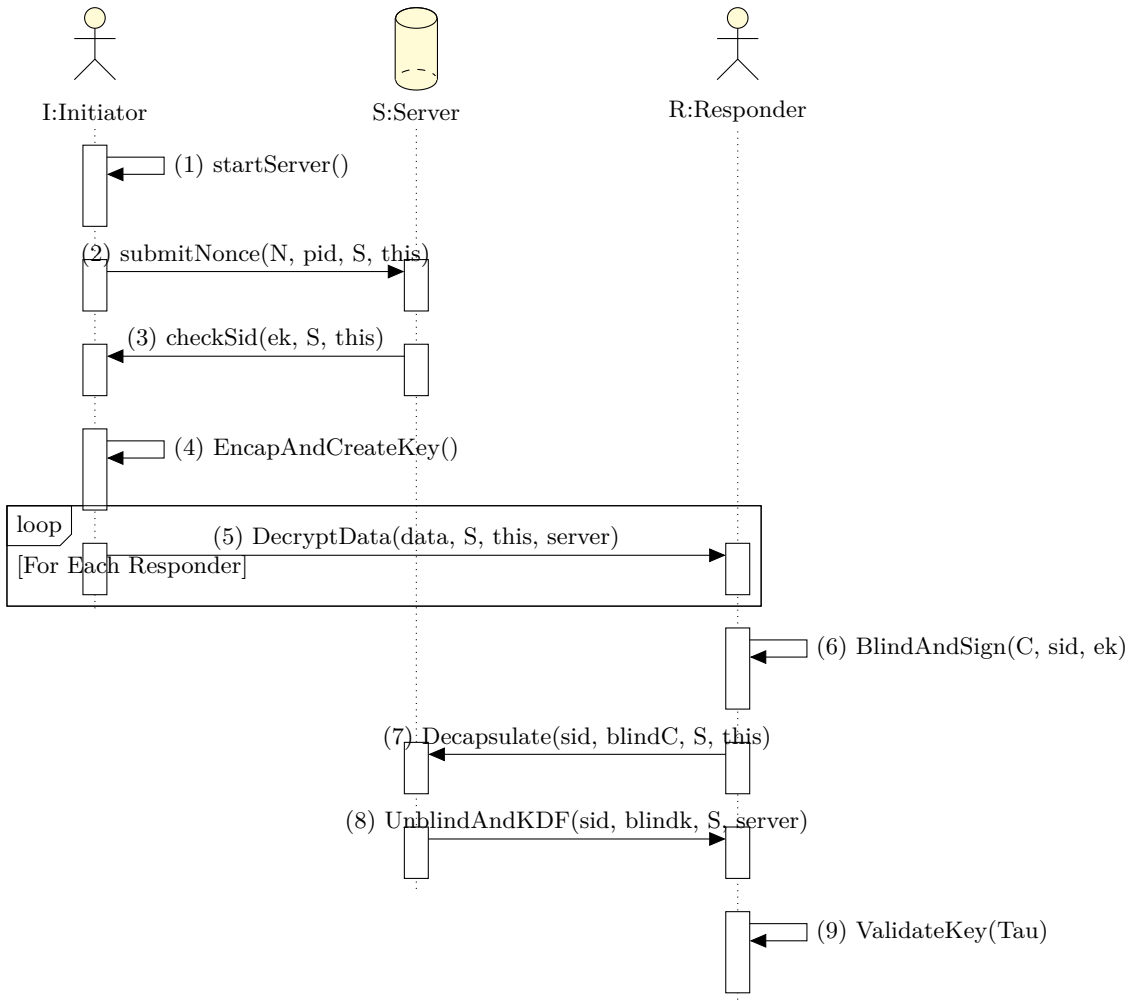 I:Initiator
S:Server
R:Responder
(1) startServer()
(2) submitNonce(N, pid, S, this)
(3) checkSid(ek, S, this)
(4) EncapAndCreateKey()
loop
(5) DecryptData(data, S, this, server)
[For Each Responder]
(6) BlindAndSign(C, sid, ek)
(7) Decapsulate(sid, blindC, S, this)
(8) UnblindAndKDF(sid, blindk, S, server)
(9) ValidateKey(Tau)